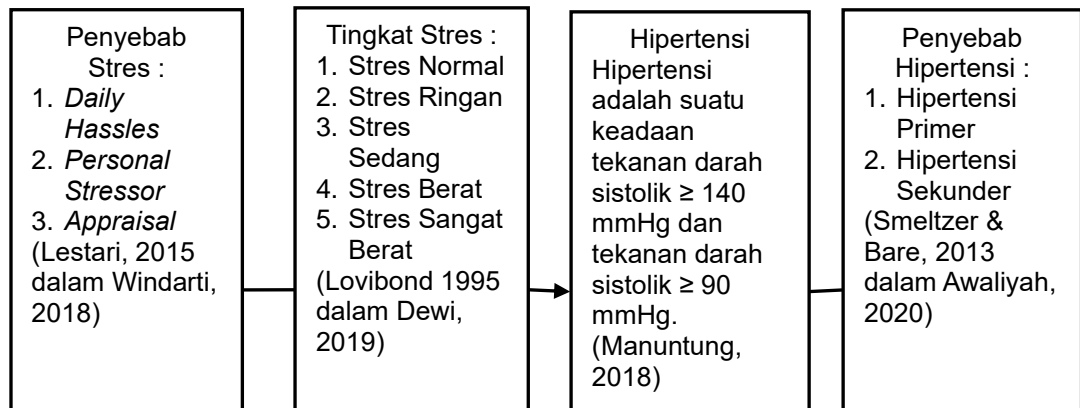 Penyebab
Stres :
1. Daily
Hassles
2. Personal
Stressor
3. Appraisal
(Lestari, 2015
dalam Windarti,
2018)
Tingkat Stres :
1. Stres Normal
2. Stres Ringan
3. Stres
Sedang
4. Stres Berat
5. Stres Sangat
Berat
(Lovibond 1995
dalam Dewi,
2019)
Hipertensi
Hipertensi
adalah suatu
keadaan
tekanan darah
sistolik ≥ 140
mmHg dan
tekanan darah
sistolik ≥ 90
mmHg.
(Manuntung,
2018)
Penyebab
Hipertensi :
1. Hipertensi
Primer
2. Hipertensi
Sekunder
(Smeltzer &
Bare, 2013
dalam Awaliyah,
2020)